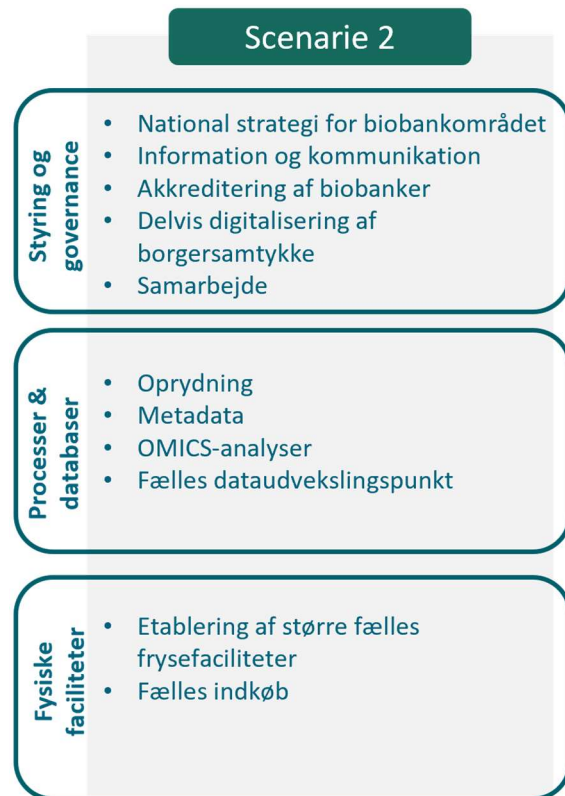 Scenarie 2
Styring og
governance
• National strategi for biobankområdet
• Information og kommunikation
• Akkreditering af biobanker
• Delvis digitalisering af
borgersamtykke
• Samarbejde
Processer &
databaser
• Oprydning
• Metadata
• OMICS-analyser
• Fælles dataudvekslingspunkt
Fysiske
faciliteter
• Etablering af større fælles
frysefaciliteter
• Fælles indkøb